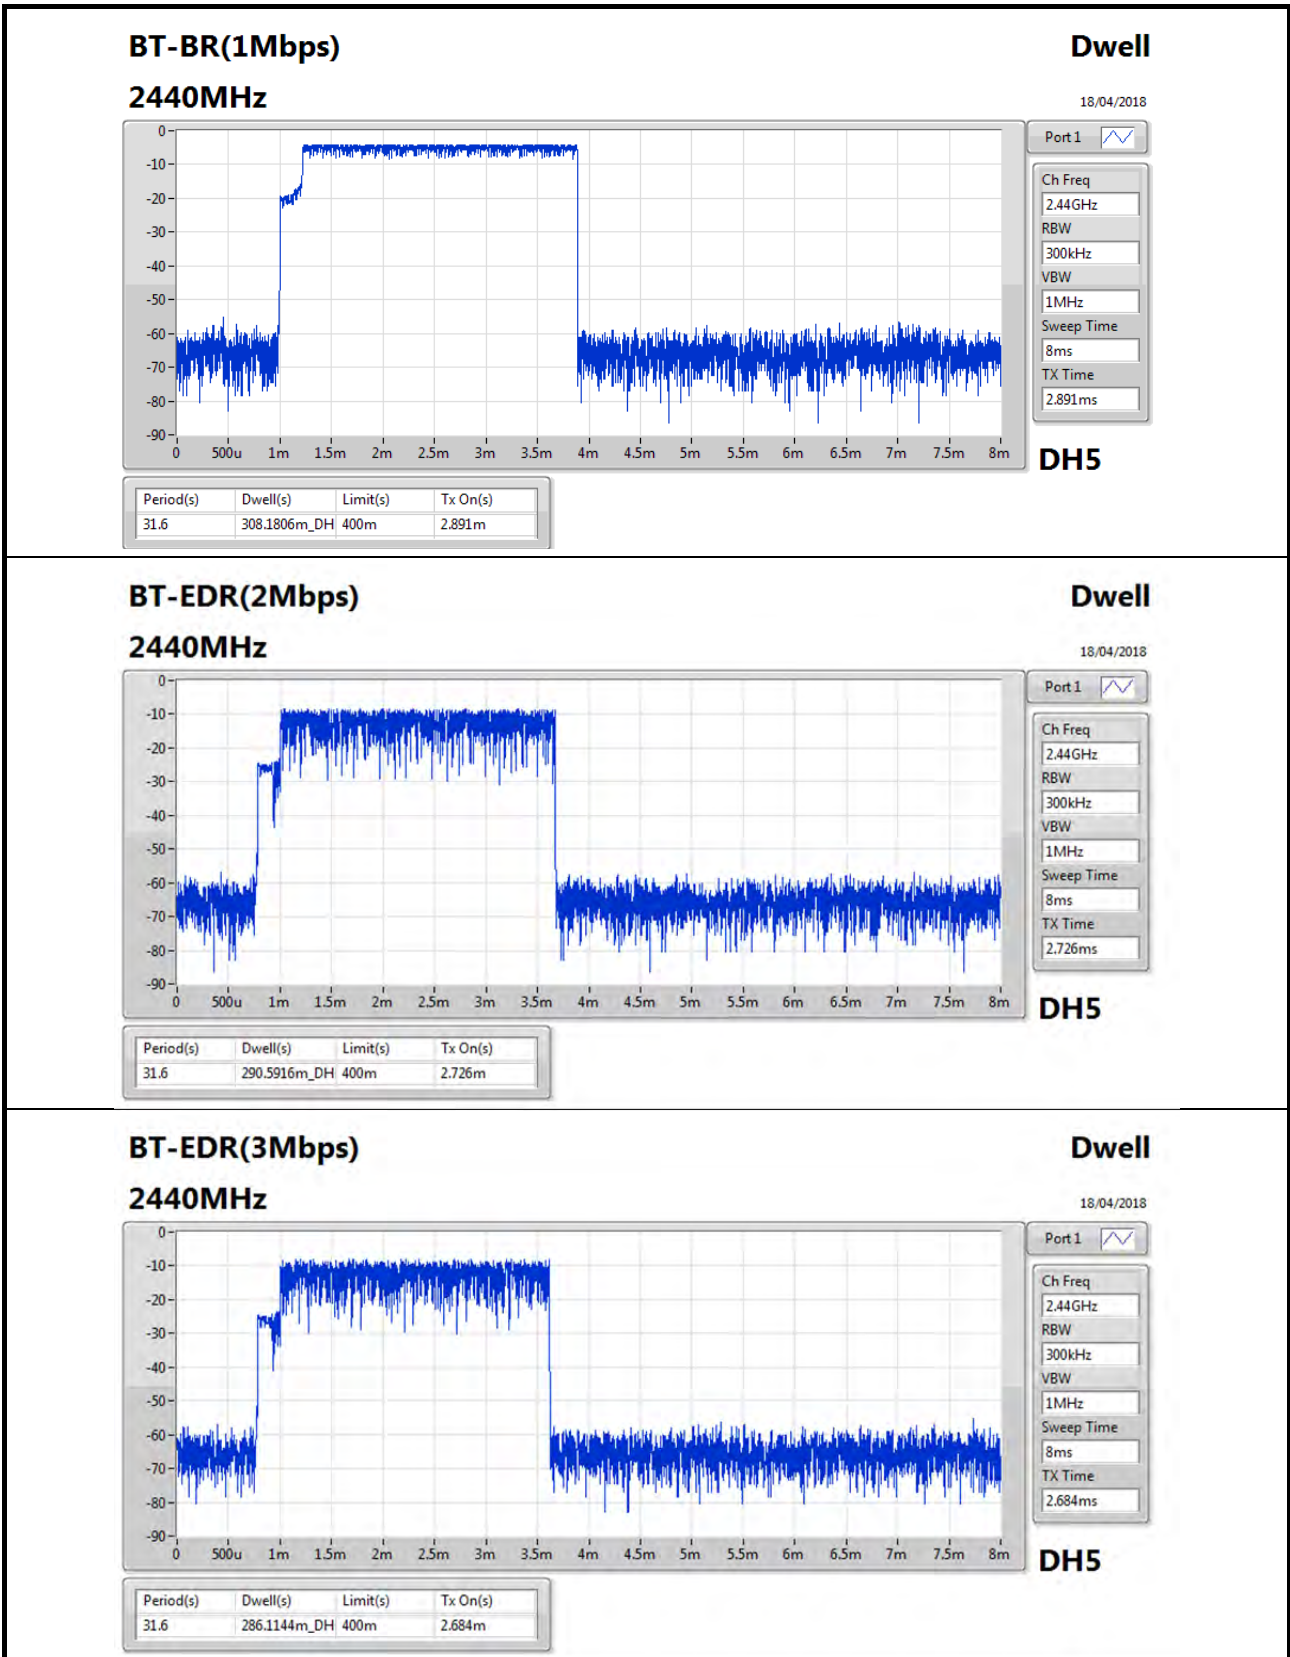 BT-BR(1Mbps) Dwell
2440MHz 18/04/2018
Port 1
0
-10
-20
-30
-40
-50
-60
-70
-80
-90
0 500u 1m 1.5m 2m 2.5m 3m 3.5m 4m 4.5m 5m 5.5m 6m 6.5m 7m 7.5m 8m
Ch Freq
2.44GHz
RBW
300kHz
VBW
1MHz
Sweep Time
8ms
TX Time
2.891ms
DH5
Period(s) Dwell(s) Limit(s) Tx On(s)
31.6 308.1806m_DH 400m 2.891m
BT-EDR(2Mbps) Dwell
2440MHz 18/04/2018
Port 1
0
-10
-20
-30
-40
-50
-60
-70
-80
-90
0 500u 1m 1.5m 2m 2.5m 3m 3.5m 4m 4.5m 5m 5.5m 6m 6.5m 7m 7.5m 8m
Ch Freq
2.44GHz
RBW
300kHz
VBW
1MHz
Sweep Time
8ms
TX Time
2.726ms
DH5
Period(s) Dwell(s) Limit(s) Tx On(s)
31.6 290.5916m_DH 400m 2.726m
BT-EDR(3Mbps) Dwell
2440MHz 18/04/2018
Port 1
0
-10
-20
-30
-40
-50
-60
-70
-80
-90
0 500u 1m 1.5m 2m 2.5m 3m 3.5m 4m 4.5m 5m 5.5m 6m 6.5m 7m 7.5m 8m
Ch Freq
2.44GHz
RBW
300kHz
VBW
1MHz
Sweep Time
8ms
TX Time
2.684ms
DH5
Period(s) Dwell(s) Limit(s) Tx On(s)
31.6 286.1144m_DH 400m 2.684m